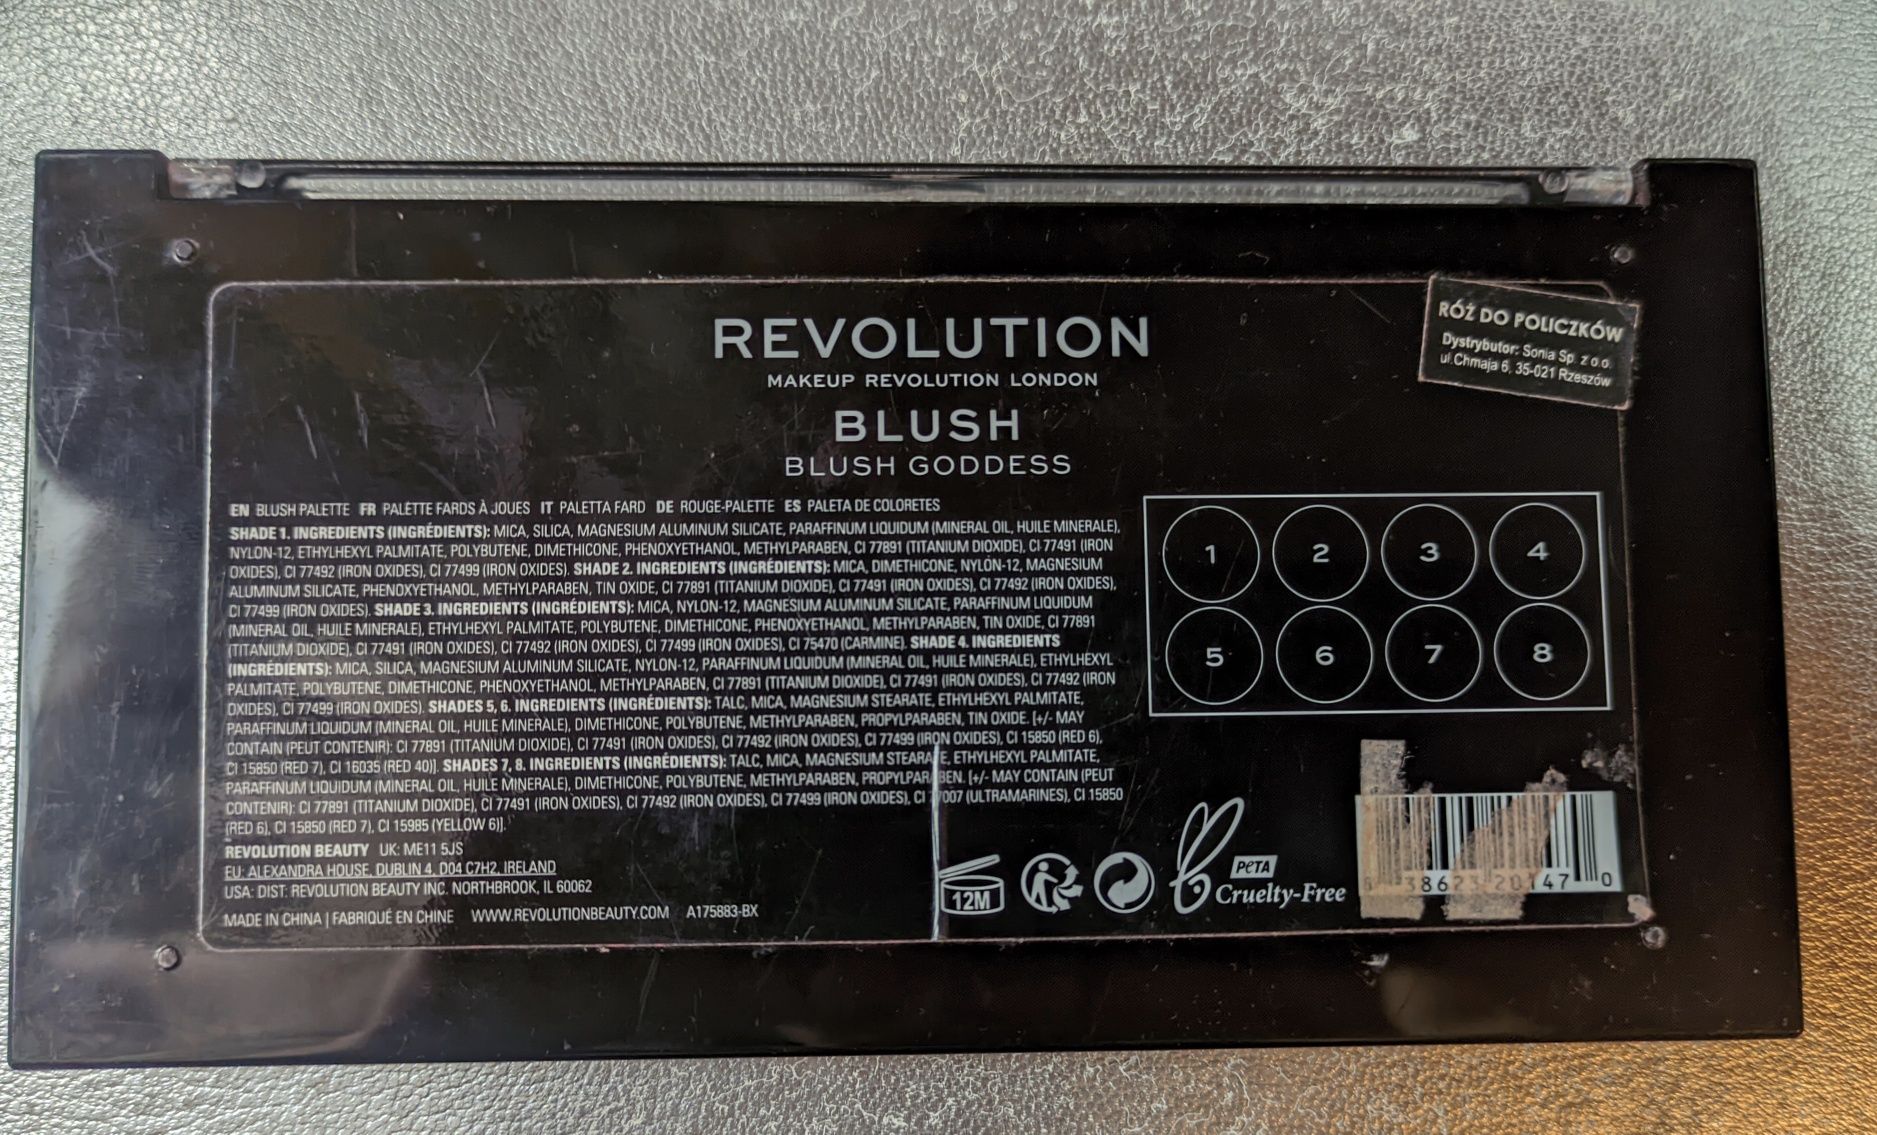 REVOLUTION
MAKEUP REVOLUTION LONDON
BLUSH
BLUSH GODDESS
RÓŻ DO POLICZKÓW
Dystrybutor: Sonia Sp. z o.o.
ul.Chmaja 6, 35-021 Rzeszów
EN BLUSH PALETTE FR PALETTE FARDS À JOUES IT PALETTA FARD DE ROUGE-PALETTE ES PALETA DE COLORETES
SHADE 1. INGREDIENTS (INGRÉDIENTS): MICA, SILICA, MAGNESIUM ALUMINUM SILICATE, PARAFFINUM LIQUIDUM (MINERAL OIL, HUILE MINERALE),
NYLON-12, ETHYLHEXYL PALMITATE, POLYBUTENE, DIMETHICONE, PHENOXYETHANOL, METHYLPARABEN, CI 77891 (TITANIUM DIOXIDE), CI 77491 (IRON
OXIDES), CI 77492 (IRON OXIDES), CI 77499 (IRON OXIDES). SHADE 2. INGREDIENTS (INGRÉDIENTS): MICA, DIMETHICONE, NYLON-12, MAGNESIUM
ALUMINUM SILICATE, PHENOXYETHANOL, METHYLPARABEN, TIN OXIDE, CI 77891 (TITANIUM DIOXIDE), CI 77491 (IRON OXIDES), CI 77492 (IRON OXIDES),
CI 77499 (IRON OXIDES). SHADE 3. INGREDIENTS (INGRÉDIENTS): MICA, NYLON-12, MAGNESIUM ALUMINUM SILICATE, PARAFFINUM LIQUIDUM
(MINERAL OIL, HUILE MINERALE), ETHYLHEXYL PALMITATE, POLYBUTENE, DIMETHICONE, PHENOXYETHANOL, METHYLPARABEN, TIN OXIDE, CI 77891
(TITANIUM DIOXIDE), CI 77491 (IRON OXIDES), CI 77492 (IRON OXIDES), CI 77499 (IRON OXIDES), CI 75470 (CARMINE). SHADE 4. INGREDIENTS
(INGRÉDIENTS): MICA, SILICA, MAGNESIUM ALUMINUM SILICATE, NYLON-12, PARAFFINUM LIQUIDUM (MINERAL OIL, HUILE MINERALE), ETHYLHEXYL
PALMITATE, POLYBUTENE, DIMETHICONE, PHENOXYETHANOL, METHYLPARABEN, CI 77891 (TITANIUM DIOXIDE), CI 77491 (IRON OXIDES), CI 77492 (IRON
OXIDES), CI 77499 (IRON OXIDES). SHADES 5, 6. INGREDIENTS (INGRÉDIENTS): TALC, MICA, MAGNESIUM STEARATE, ETHYLHEXYL PALMITATE,
PARAFFINUM LIQUIDUM (MINERAL OIL, HUILE MINERALE), DIMETHICONE, POLYBUTENE, METHYLPARABEN, PROPYLPARABEN, TIN OXIDE. [+/- MAY
CONTAIN (PEUT CONTENIR): CI 77891 (TITANIUM DIOXIDE), CI 77491 (IRON OXIDES), CI 77492 (IRON OXIDES), CI 77499 (IRON OXIDES), CI 15850 (RED 6),
CI 15850 (RED 7), CI 16035 (RED 40)]. SHADES 7, 8. INGREDIENTS (INGRÉDIENTS): TALC, MICA, MAGNESIUM STEARATE, ETHYLHEXYL PALMITATE,
PARAFFINUM LIQUIDUM (MINERAL OIL, HUILE MINERALE), DIMETHICONE, POLYBUTENE, METHYLPARABEN, PROPYLPARABEN. [+/- MAY CONTAIN (PEUT
CONTENIR): CI 77891 (TITANIUM DIOXIDE), CI 77491 (IRON OXIDES), CI 77492 (IRON OXIDES), CI 77499 (IRON OXIDES), CI 77007 (ULTRAMARINES), CI 15850
(RED 6), CI 15850 (RED 7), CI 15985 (YELLOW 6)].
REVOLUTION BEAUTY UK: ME11 5JS
EU: ALEXANDRA HOUSE, DUBLIN 4, D04 C7H2, IRELAND
USA: DIST: REVOLUTION BEAUTY INC. NORTHBROOK, IL 60062
MADE IN CHINA | FABRIQUÉ EN CHINE WWW.REVOLUTIONBEAUTY.COM A175883-BX
1 2 3 4
5 6 7 8
12M
PETA
Cruelty-Free